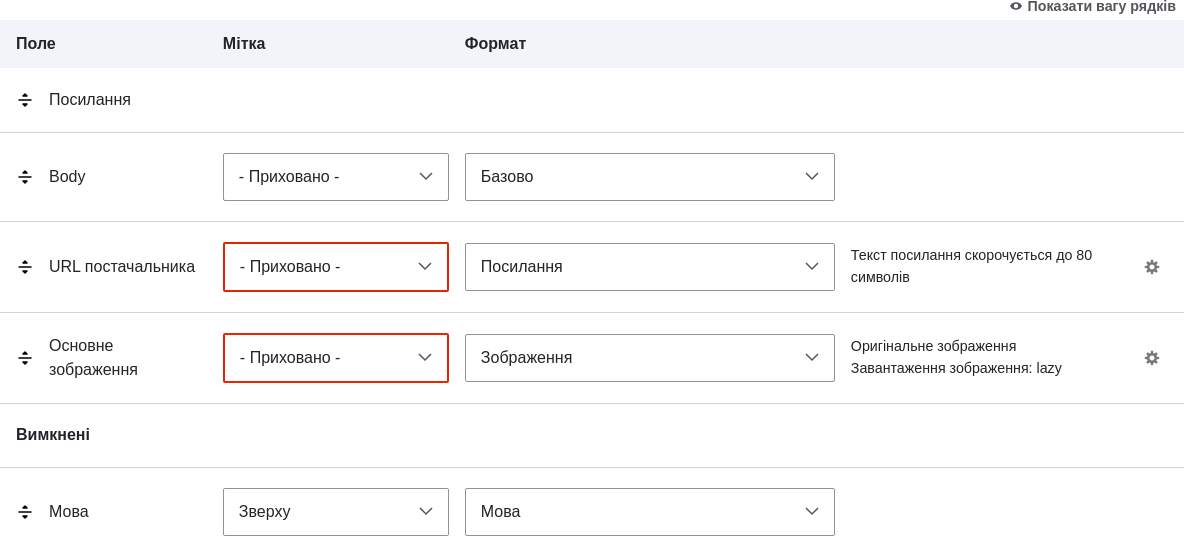 Показати вагу рядків
Поле Мітка Формат
Посилання
Body - Приховано - Базово
URL постачальника - Приховано - Посилання Текст посилання скорочується до 80
символів
Основне
зображення - Приховано - Зображення Оригінальне зображення
Завантаження зображення: lazy
Вимкнені
Мова Зверху Мова